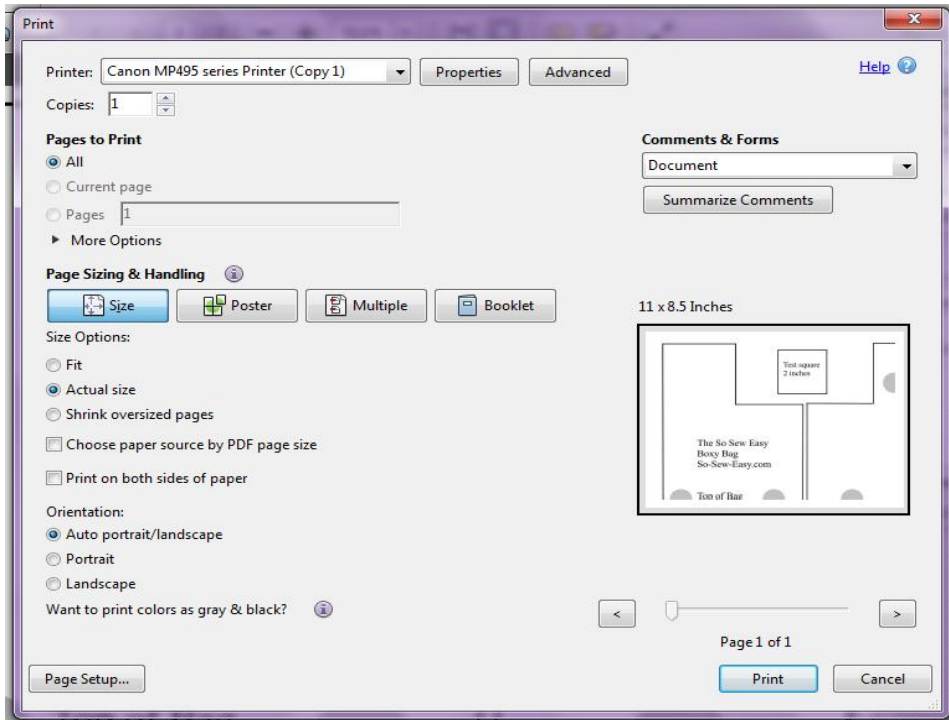 Print
Printer: Canon MP495 series Printer (Copy 1) Properties Advanced Help
Copies: 1
Pages to Print
All
Current page
Pages 1
More Options
Comments & Forms
Document
Summarize Comments
Page Sizing & Handling
Size Poster Multiple Booklet
Size Options:
Fit
Actual size
Shrink oversized pages
Choose paper source by PDF page size
Print on both sides of paper
Orientation:
Auto portrait/landscape
Portrait
Landscape
Want to print colors as gray & black?
11 x 8.5 Inches
Test square
2 inches
The So Sew Easy
Boxy Bag
So-Sew-Easy.com
Top of Bag
< >
Page 1 of 1
Page Setup... Print Cancel